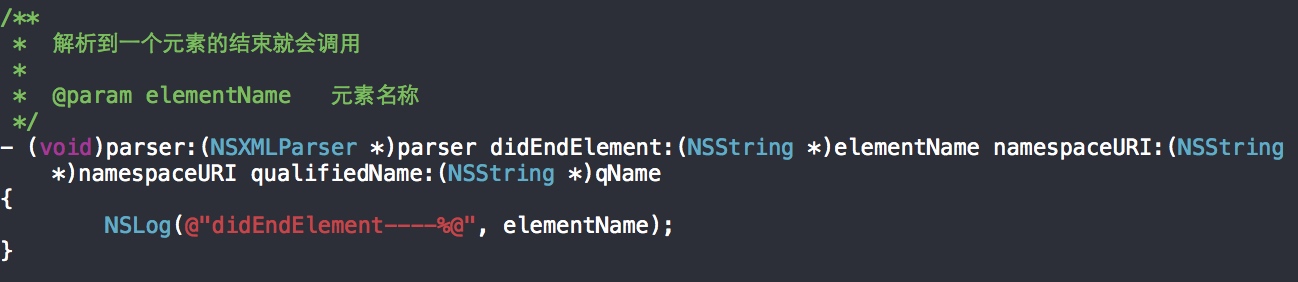 /**
 *  解析到一个元素的结束就会调用
 *
 *  @param elementName   元素名称
 */
- (void)parser:(NSXMLParser *)parser didEndElement:(NSString *)elementName namespaceURI:(NSString
    *)namespaceURI qualifiedName:(NSString *)qName
{
        NSLog(@"didEndElement----%@", elementName);
}